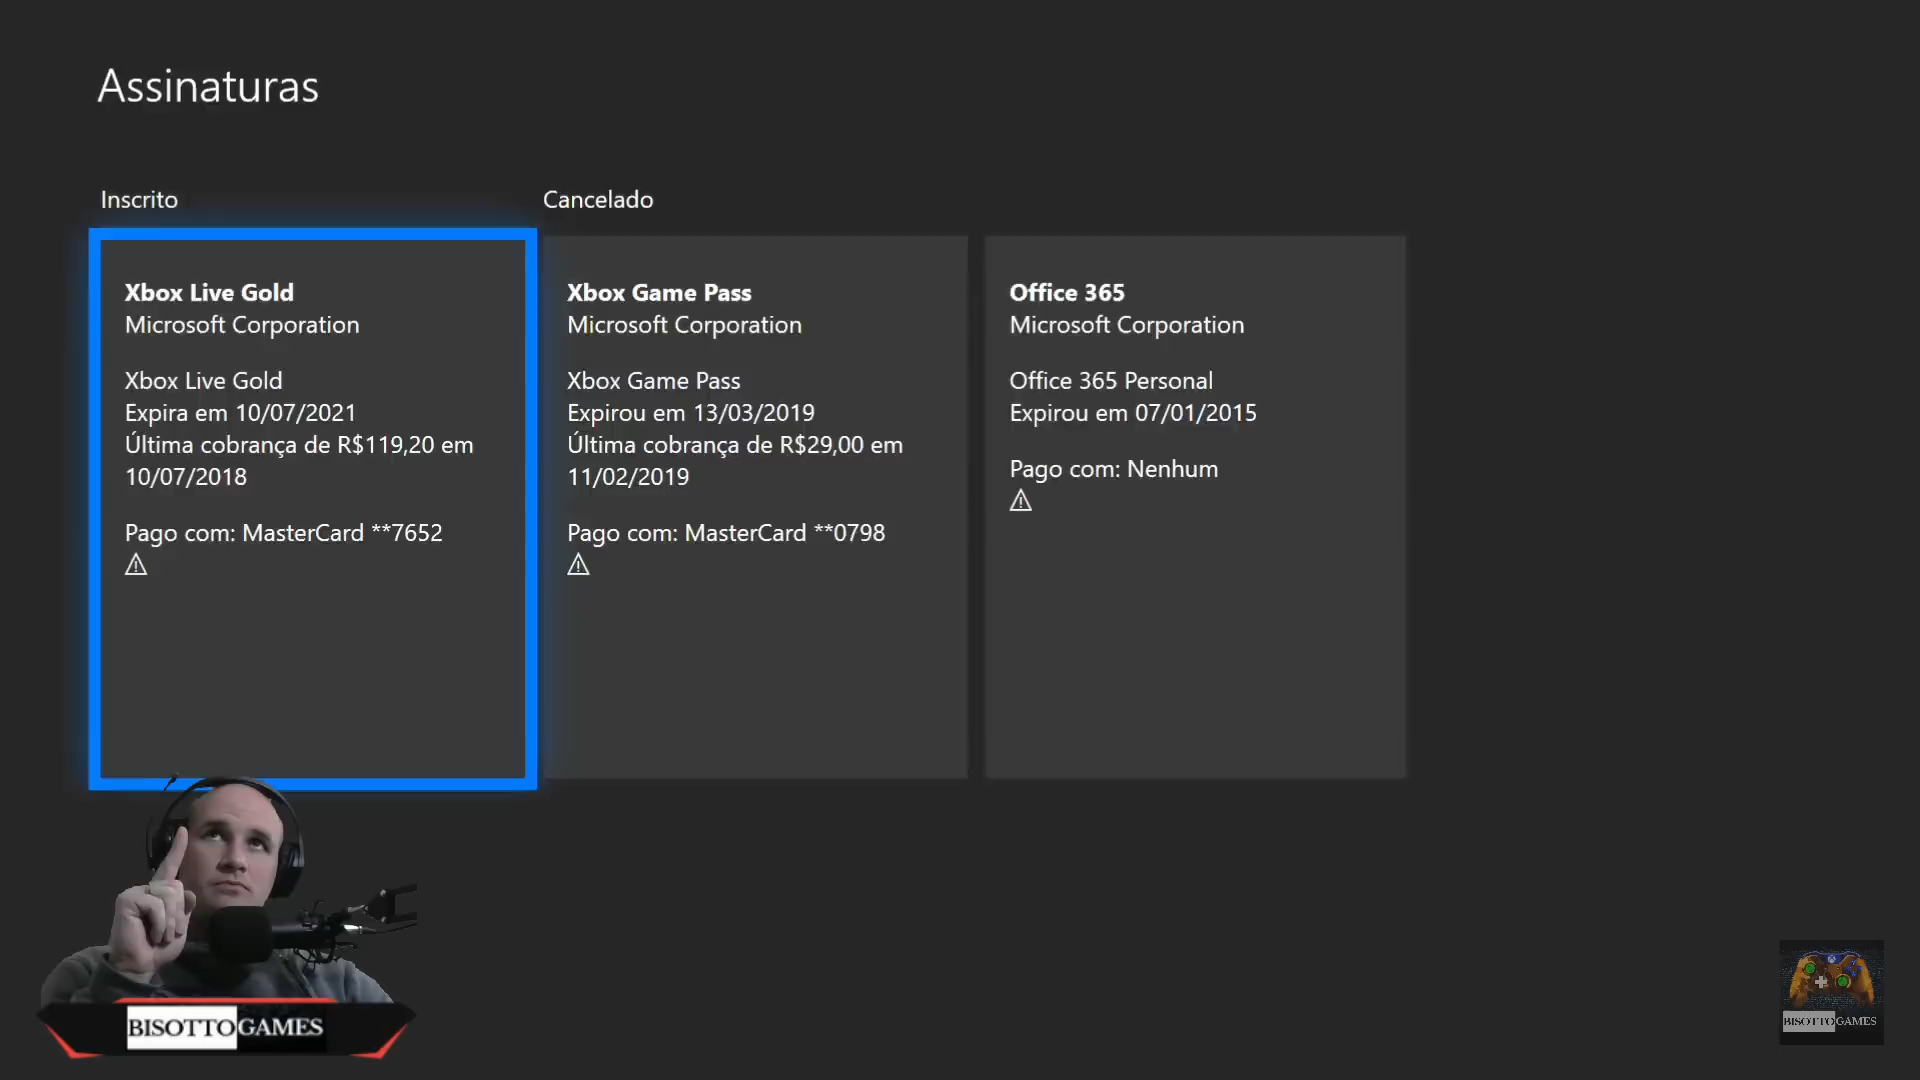 Assinaturas
Inscrito
Cancelado
Xbox Live Gold
Microsoft Corporation
Xbox Live Gold
Expira em 10/07/2021
Última cobrança de R$119,20 em
10/07/2018
Pago com: MasterCard **7652
Xbox Game Pass
Microsoft Corporation
Xbox Game Pass
Expirou em 13/03/2019
Última cobrança de R$29,00 em
11/02/2019
Pago com: MasterCard **0798
Office 365
Microsoft Corporation
Office 365 Personal
Expirou em 07/01/2015
Pago com: Nenhum
BISOTTOGAMES
BISOTTOGAMES